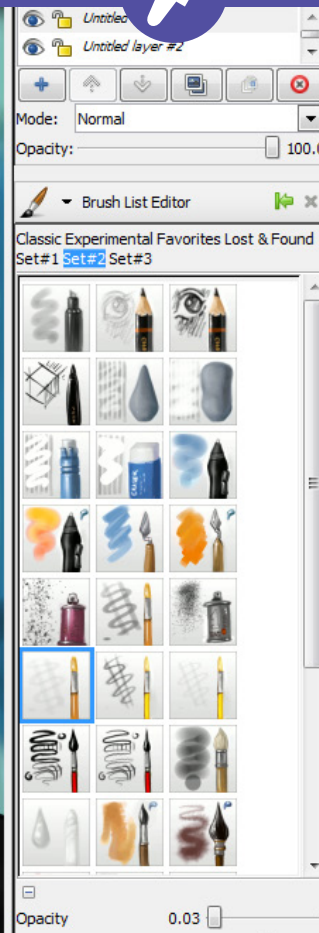 Untitled
Untitled layer #2
Mode: Normal
Opacity: 100.0
Brush List Editor
Classic Experimental Favorites Lost & Found
Set#1 Set#2 Set#3
Opacity 0.03